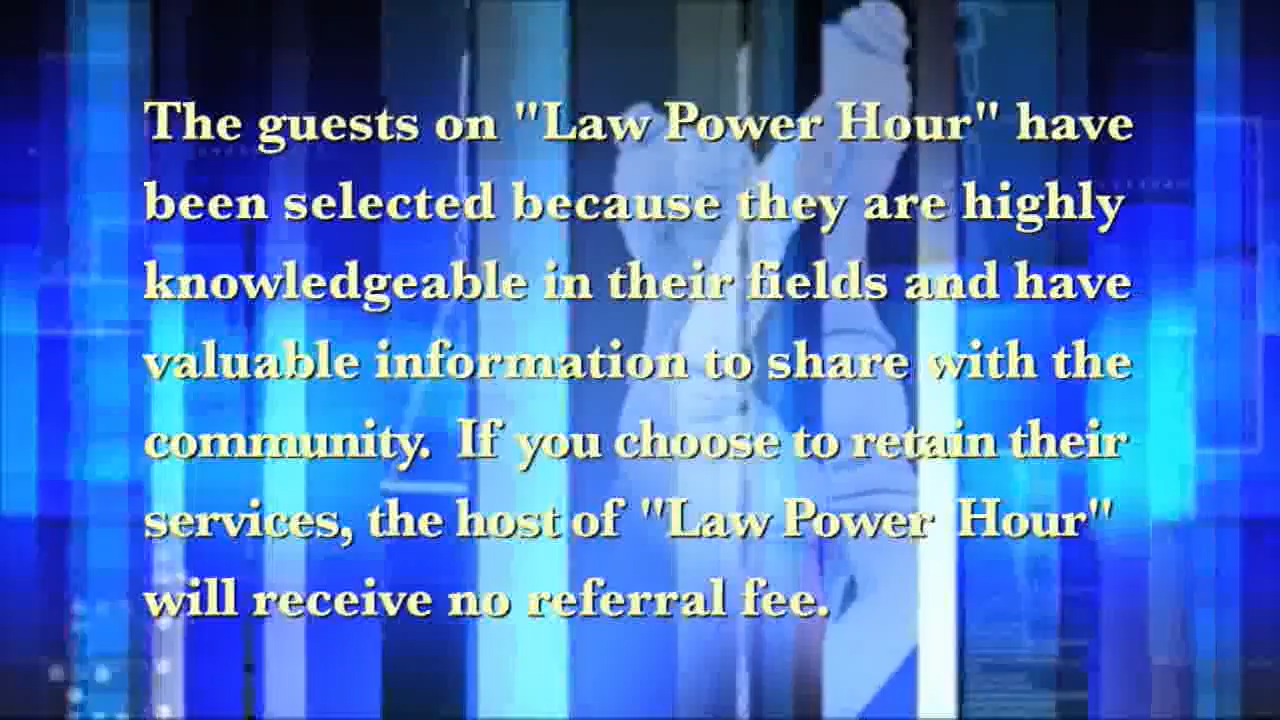 The guests on "Law Power Hour" have
been selected because they are highly
knowledgeable in their fields and have
valuable information to share with the
community.  If you choose to retain their
services, the host of "Law Power  Hour"
will receive no referral fee.